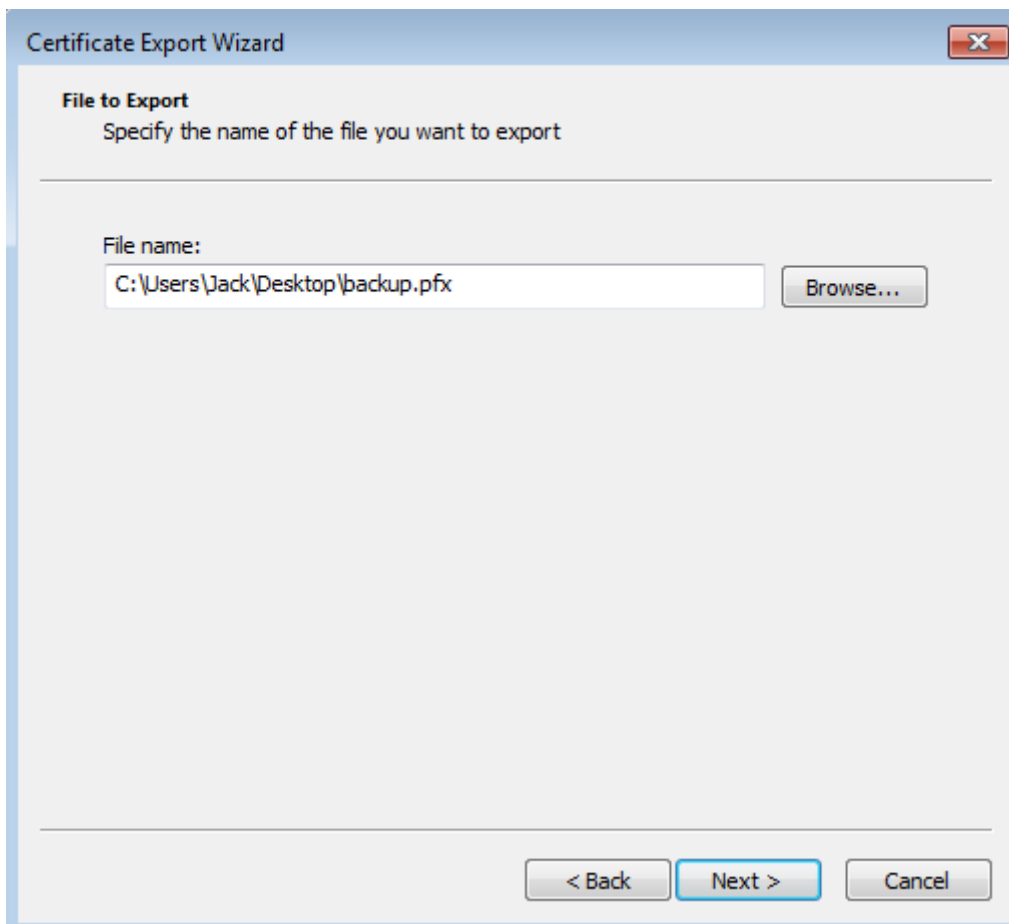 Certificate Export Wizard
File to Export
Specify the name of the file you want to export
File name:
C:\Users\Jack\Desktop\backup.pfx
Browse...
< Back
Next >
Cancel